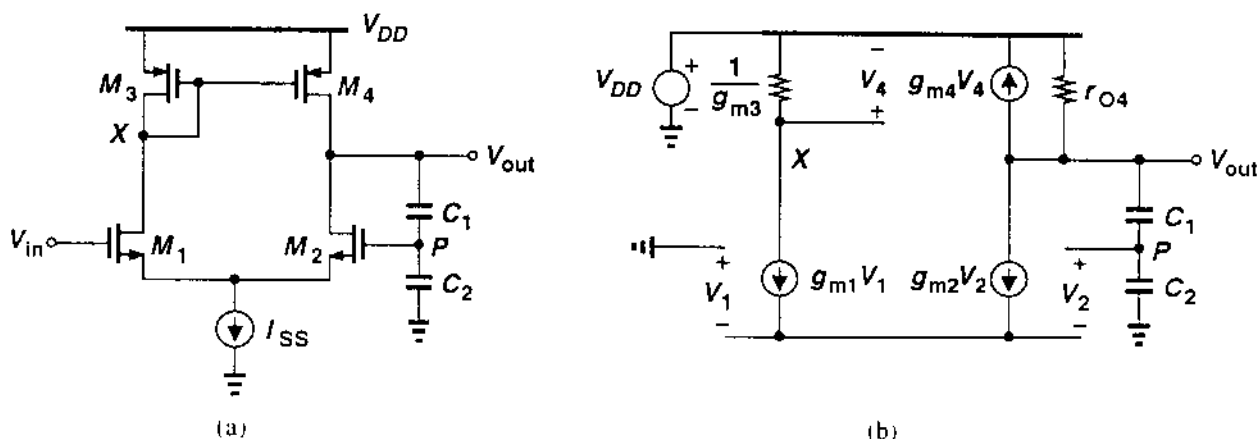 V_DD
M_3
M_4
X
V_out
C_1
V_in
M_1
M_2
P
C_2
I_SS
(a)
V_DD
+
−
1
g_m3
−
V_4
+
g_m4V_4
r_O4
X
V_out
C_1
P
+
V_1
−
g_m1V_1
g_m2V_2
+
V_2
−
C_2
(b)